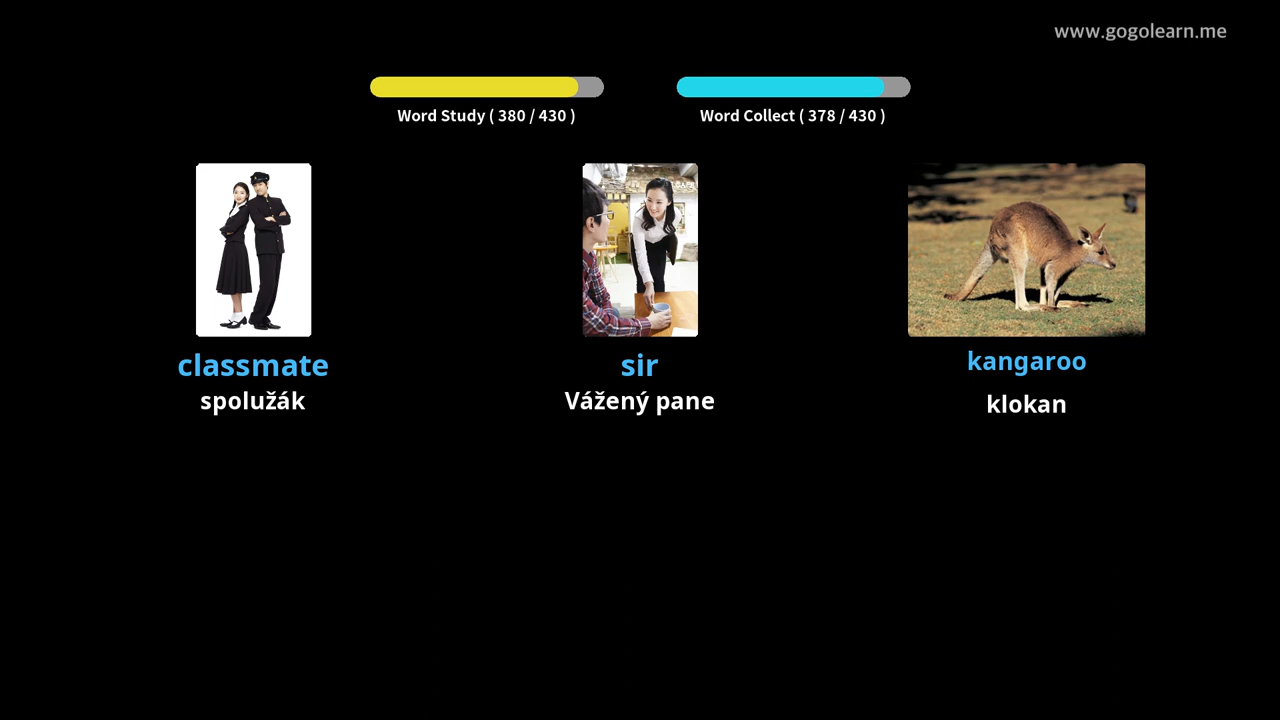 www.gogolearn.me
Word Study ( 380 / 430 )
Word Collect ( 378 / 430 )
classmate
spolužák
sir
Vážený pane
kangaroo
klokan